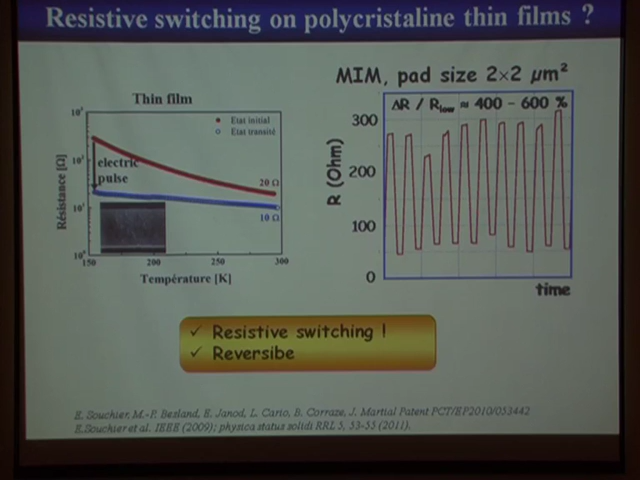 Resistive switching on polycristaline thin films ?
Thin film
Résistance [Ω]
Etat initial
Etat transité
electric
pulse
20 Ω
10 Ω
150
200
250
300
Température [K]
MIM, pad size 2×2 µm²
ΔR / Rlow ≈ 400 - 600 %
R (Ohm)
300
200
100
0
time
✓ Resistive switching !
✓ Reversibe
E. Souchier, M.-P. Besland, E. Janod, L. Cario, B. Corraze, J. Martial Patent PCT/EP2010/053442
E.Souchier et al. IEEE (2009); physica status solidi RRL 5, 53-55 (2011).